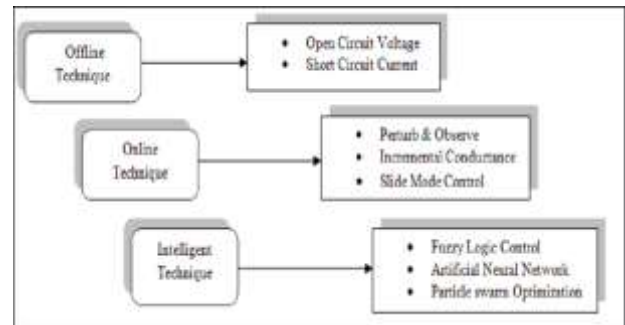 Offline
Technique
• Open Circuit Voltage
• Short Circuit Current
Online
Technique
• Perturb & Observe
• Incremental Conductance
• Slide Mode Control
Intelligent
Technique
• Fuzzy Logic Control
• Artificial Neural Network
• Particle swarm Optimization